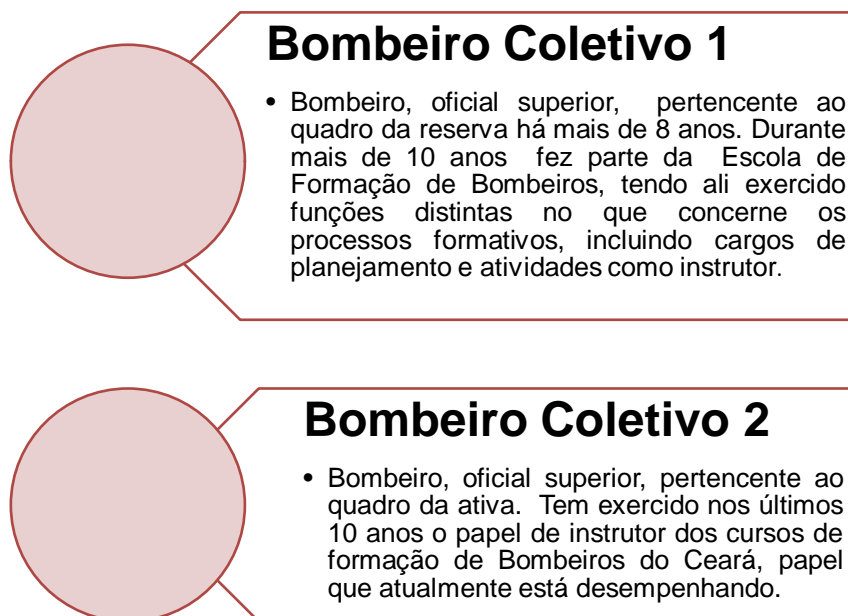 Bombeiro Coletivo 1
• Bombeiro, oficial superior, pertencente ao
quadro da reserva há mais de 8 anos. Durante
mais de 10 anos fez parte da Escola de
Formação de Bombeiros, tendo ali exercido
funções distintas no que concerne os
processos formativos, incluindo cargos de
planejamento e atividades como instrutor.
Bombeiro Coletivo 2
• Bombeiro, oficial superior, pertencente ao
quadro da ativa. Tem exercido nos últimos
10 anos o papel de instrutor dos cursos de
formação de Bombeiros do Ceará, papel
que atualmente está desempenhando.